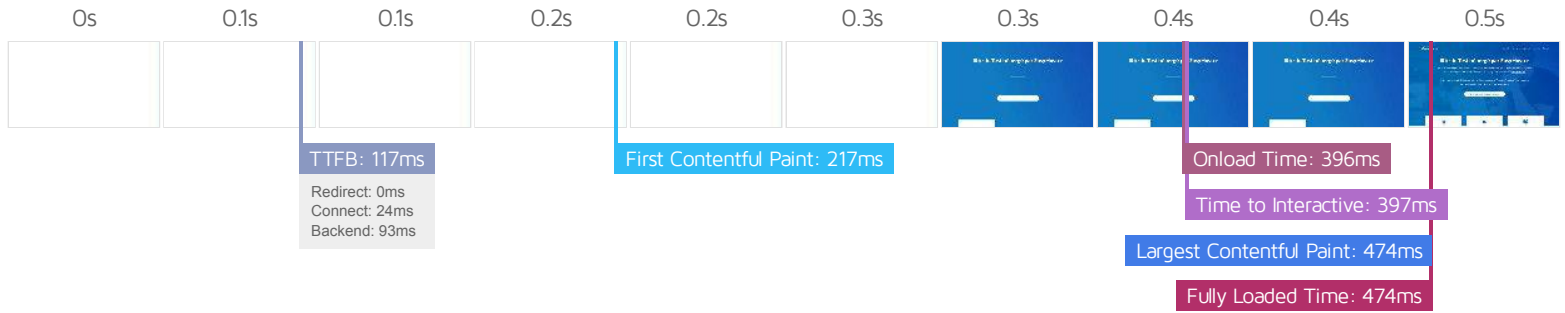 0s
0.1s
0.1s
0.2s
0.2s
0.3s
0.3s
0.4s
0.4s
0.5s
TTFB: 117ms
Redirect: 0ms
Connect: 24ms
Backend: 93ms
First Contentful Paint: 217ms
Onload Time: 396ms
Time to Interactive: 397ms
Largest Contentful Paint: 474ms
Fully Loaded Time: 474ms